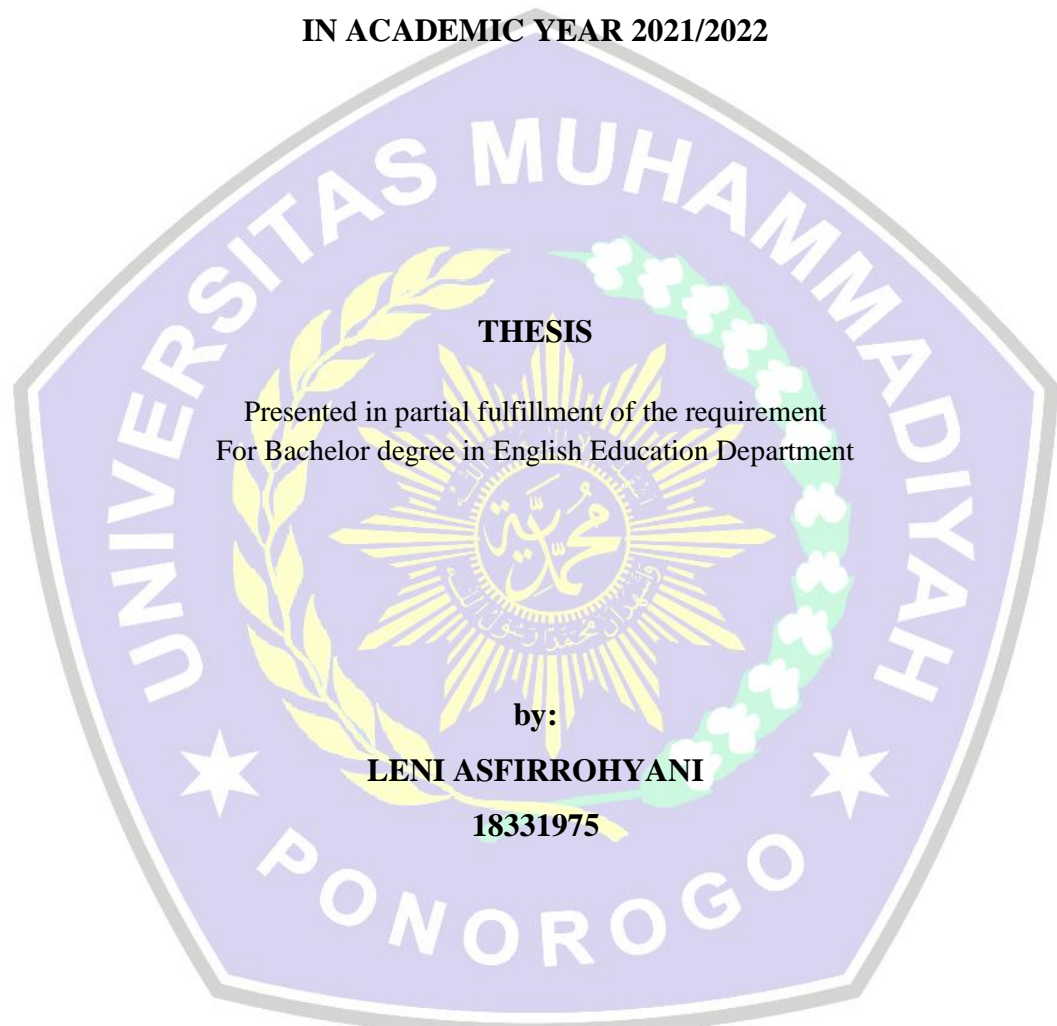 IN ACADEMIC YEAR 2021/2022
UNIVERSITAS MUHAMMADIYAH
THESIS
Presented in partial fulfillment of the requirement
For Bachelor degree in English Education Department
محمدية
by:
LENI ASFIRROHYANI
18331975
PONOROGO